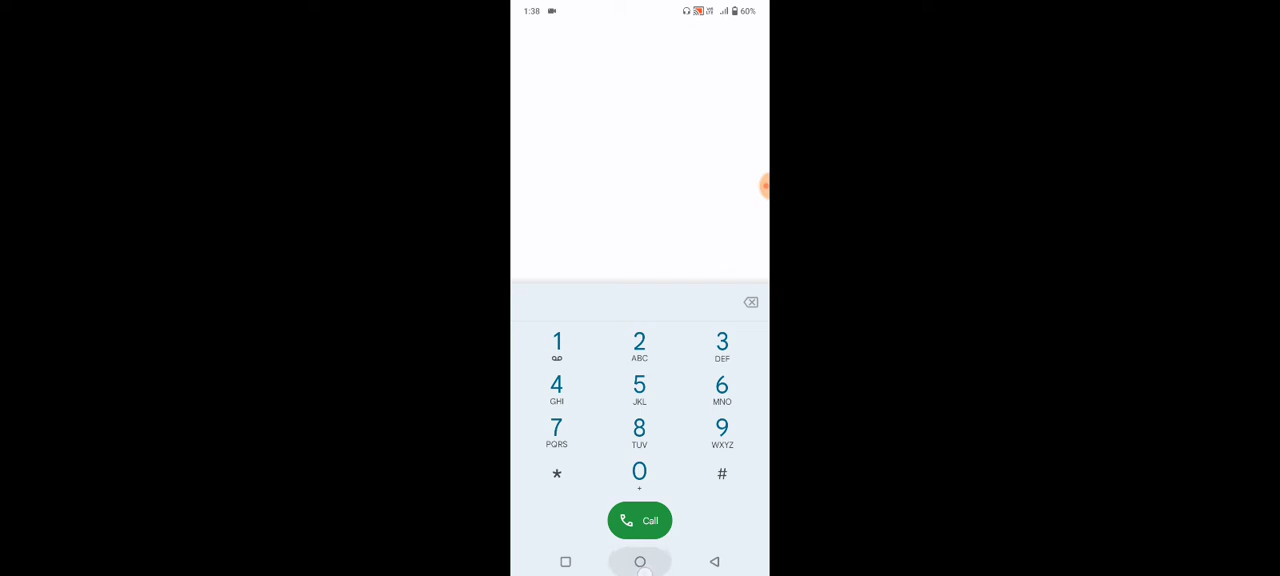 1:38 60%
1 2 3
ABC DEF
4 5 6
GHI JKL MNO
7 8 9
PQRS TUV WXYZ
* 0 #
+
Call